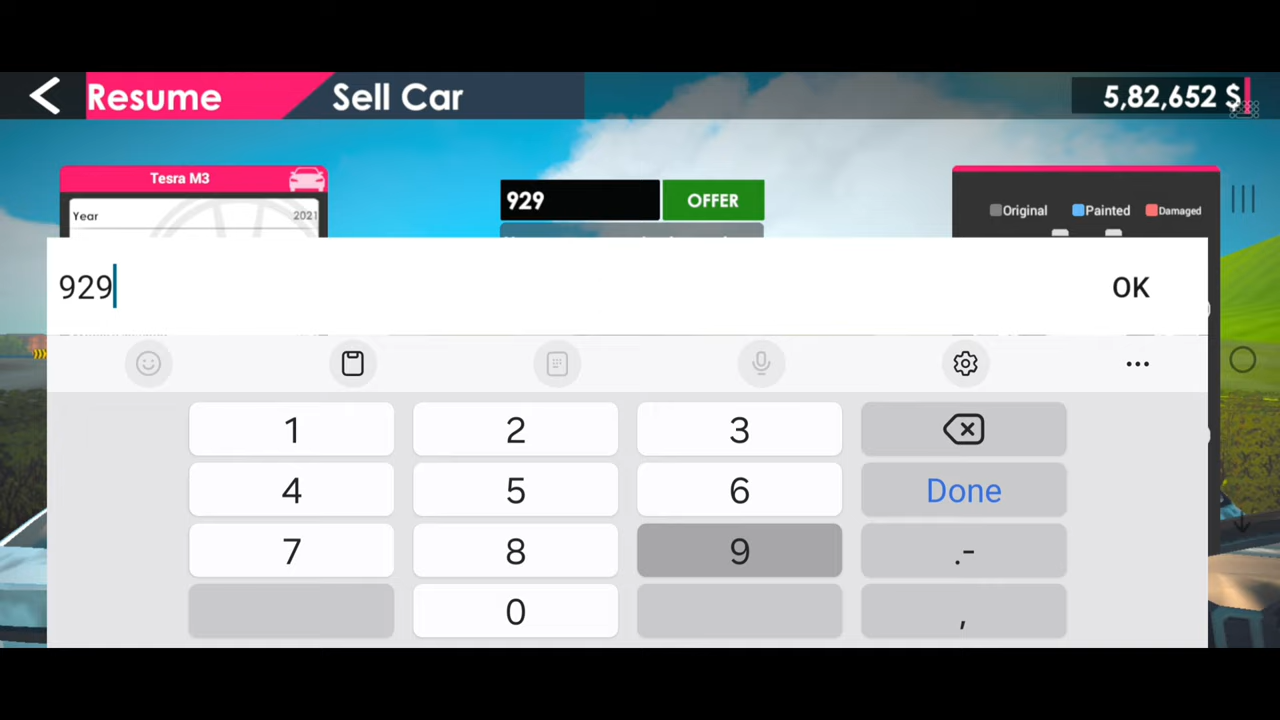 Resume
Sell Car
5,82,652 $
Tesra M3
Year 2021
929
OFFER
Original
Painted
Damaged
929
OK
1 2 3
4 5 6 Done
7 8 9 .-
0 ,